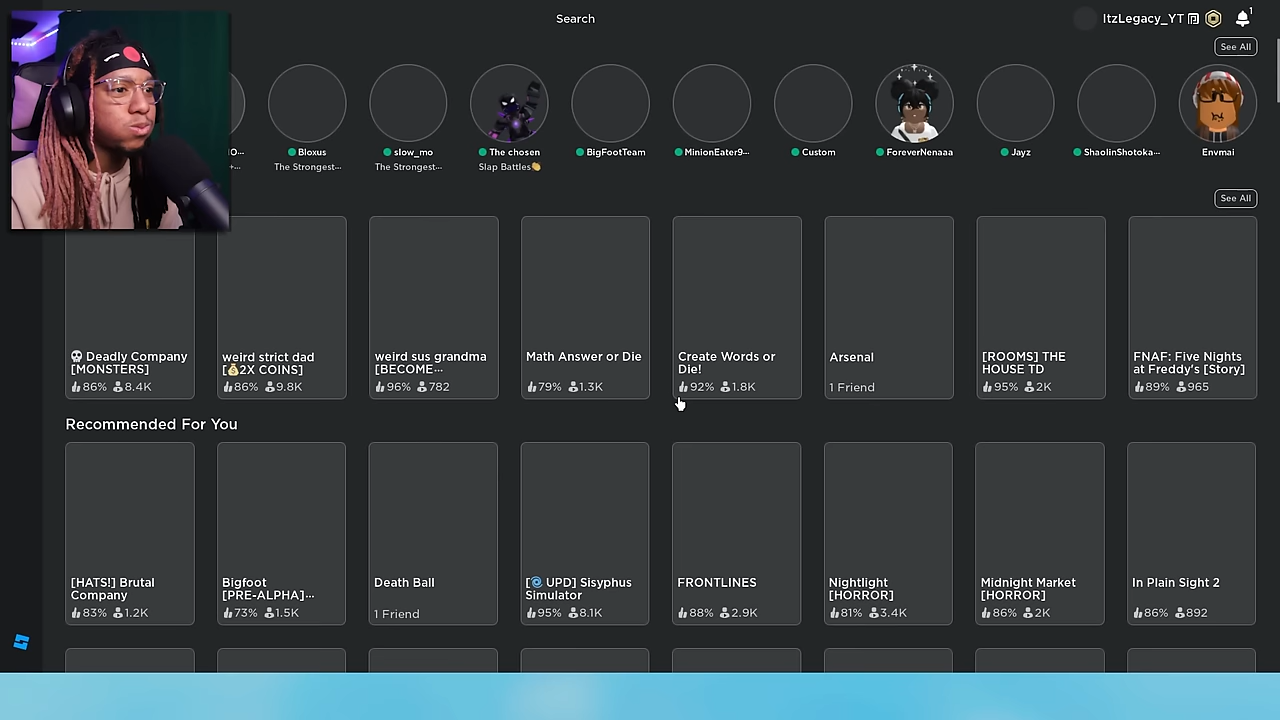 Search
ItzLegacy_YT
1
See All
O...
+...
Bloxus
The Strongest...
slow_mo
The Strongest...
The chosen
Slap Battles👏
BigFootTeam
MinionEater9...
Custom
ForeverNenaaa
Jayz
ShaolinShotoka...
Envmai
See All
💀 Deadly Company
[MONSTERS]
86% 8.4K
weird strict dad
[💰2X COINS]
86% 9.8K
weird sus grandma
[BECOME...
96% 782
Math Answer or Die
79% 1.3K
Create Words or
Die!
92% 1.8K
Arsenal
1 Friend
[ROOMS] THE
HOUSE TD
95% 2K
FNAF: Five Nights
at Freddy's [Story]
89% 965
Recommended For You
[HATS!] Brutal
Company
83% 1.2K
Bigfoot
[PRE-ALPHA]...
73% 1.5K
Death Ball
1 Friend
[🌀 UPD] Sisyphus
Simulator
95% 8.1K
FRONTLINES
88% 2.9K
Nightlight
[HORROR]
81% 3.4K
Midnight Market
[HORROR]
86% 2K
In Plain Sight 2
86% 892